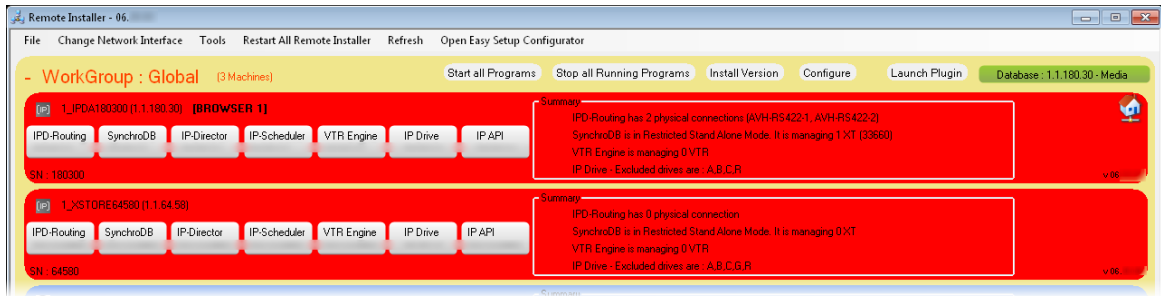 Remote Installer - 06.
File Change Network Interface Tools Restart All Remote Installer Refresh Open Easy Setup Configurator
- WorkGroup : Global (3 Machines) Start all Programs Stop all Running Programs Install Version Configure Launch Plugin Database : 1.1.180.30 - Media
IP 1_IPDA180300 (1.1.180.30) [BROWSER 1]
IPD-Routing SynchroDB IP-Director IP-Scheduler VTR Engine IP Drive IP API
SN : 180300
Summary
IPD-Routing has 2 physical connections (AVH-RS422-1, AVH-RS422-2)
SynchroDB is in Restricted Stand Alone Mode. It is managing 1 XT (33660)
VTR Engine is managing 0 VTR
IP Drive - Excluded drives are : A,B,C,R
v 06.
IP 1_XSTORE64580 (1.1.64.58)
IPD-Routing SynchroDB IP-Director IP-Scheduler VTR Engine IP Drive IP API
SN : 64580
Summary
IPD-Routing has 0 physical connection
SynchroDB is in Restricted Stand Alone Mode. It is managing 0 XT
VTR Engine is managing 0 VTR
IP Drive - Excluded drives are : A,B,C,G,R
v 06.
Summary